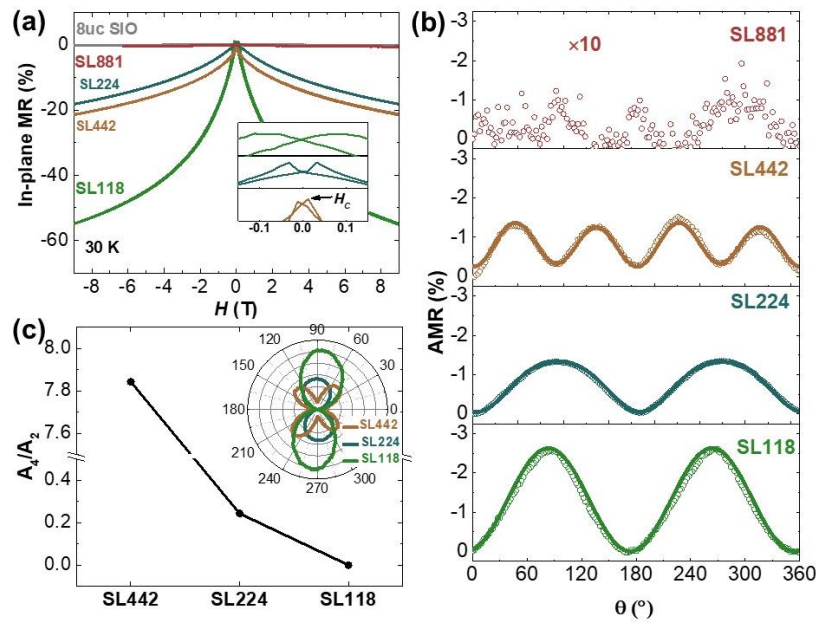 (a)
8uc SIO
SL881
SL224
SL442
SL118
30 K
In-plane MR (%)
0
-20
-40
-60
H_C
-0.1 0.0 0.1
-8 -6 -4 -2 0 2 4 6 8
H (T)
(b)
SL881
×10
-3
-2
-1
0
SL442
-3
-2
-1
0
SL224
-3
-2
-1
0
SL118
-3
-2
-1
0
AMR (%)
0 90 180 270 360
θ (°)
(c)
8.0
7.8
7.6
0.4
0.2
0.0
A₄/A₂
SL442 SL224 SL118
90
120 60
150 30
180 0
210
240 300
270
SL442
SL224
SL118